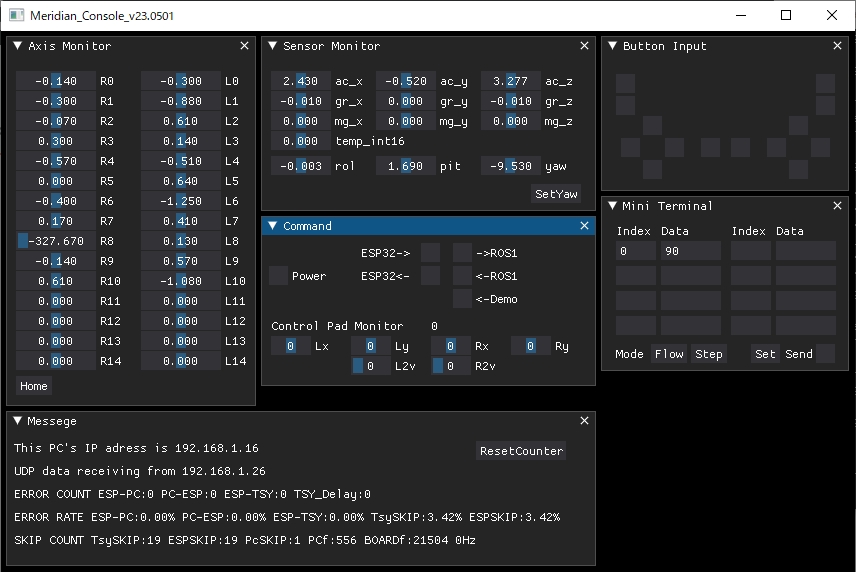 Meridian_Console_v23.0501
Axis Monitor
-0.140 R0 -0.300 L0
-0.300 R1 -0.880 L1
-0.070 R2 0.610 L2
0.300 R3 0.140 L3
-0.570 R4 -0.510 L4
0.000 R5 0.640 L5
-0.400 R6 -1.250 L6
0.170 R7 0.410 L7
-327.670 R8 0.130 L8
-0.140 R9 0.570 L9
0.610 R10 -1.080 L10
0.000 R11 0.000 L11
0.000 R12 0.000 L12
0.000 R13 0.000 L13
0.000 R14 0.000 L14
Home
Sensor Monitor
2.430 ac_x -0.520 ac_y 3.277 ac_z
-0.010 gr_x 0.000 gr_y -0.010 gr_z
0.000 mg_x 0.000 mg_y 0.000 mg_z
0.000 temp_int16
-0.003 rol 1.690 pit -9.530 yaw
SetYaw
Command
ESP32-> ->ROS1
Power ESP32<- <-ROS1
<-Demo
Control Pad Monitor 0
0 Lx 0 Ly 0 Rx 0 Ry
0 L2v 0 R2v
Button Input
Mini Terminal
Index Data Index Data
0 90
Mode Flow Step Set Send
Messege
This PC's IP adress is 192.168.1.16
ResetCounter
UDP data receiving from 192.168.1.26
ERROR COUNT ESP-PC:0 PC-ESP:0 ESP-TSY:0 TSY_Delay:0
ERROR RATE ESP-PC:0.00% PC-ESP:0.00% ESP-TSY:0.00% TsySKIP:3.42% ESPSKIP:3.42%
SKIP COUNT TsySKIP:19 ESPSKIP:19 PcSKIP:1 PCf:556 BOARDf:21504 0Hz